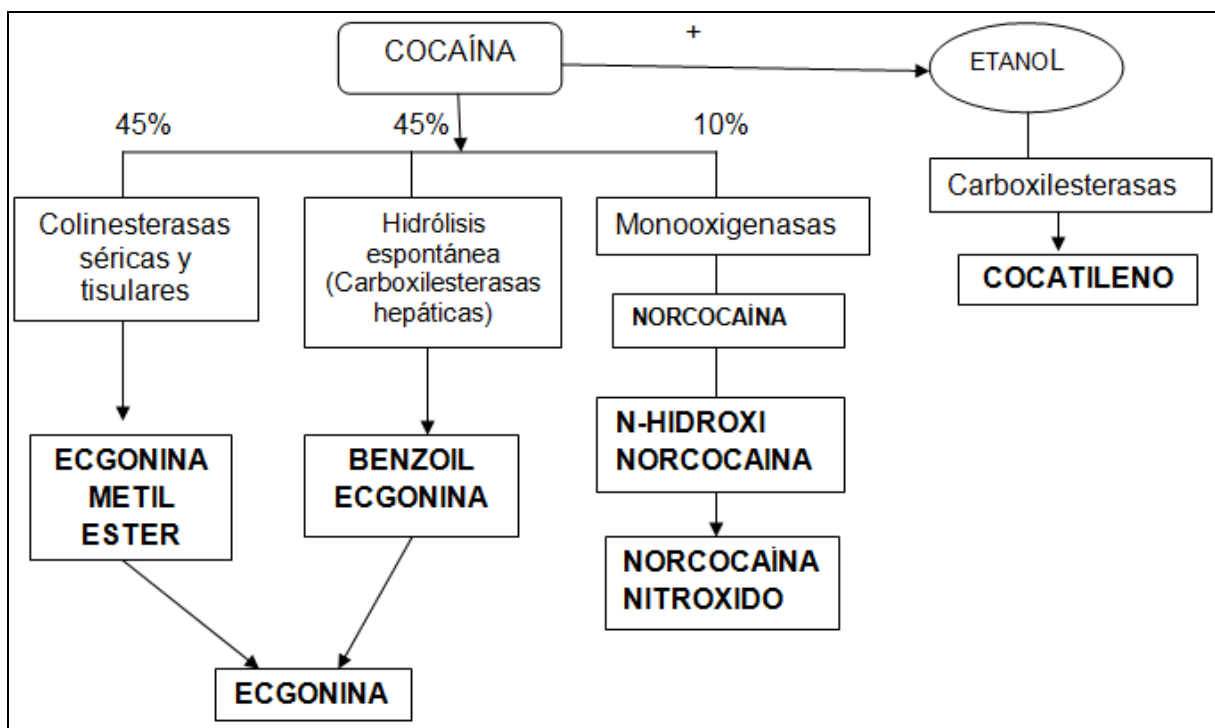 COCAÍNA
+
ETANOL
45%
45%
10%
Colinesterasas
séricas y
tisulares
Hidrólisis
espontánea
(Carboxilesterasas
hepáticas)
Monooxigenasas
Carboxilesterasas
COCATILENO
NORCOCAÍNA
ECGONINA
METIL
ESTER
BENZOIL
ECGONINA
N-HIDROXI
NORCOCAINA
NORCOCAÍNA
NITROXIDO
ECGONINA